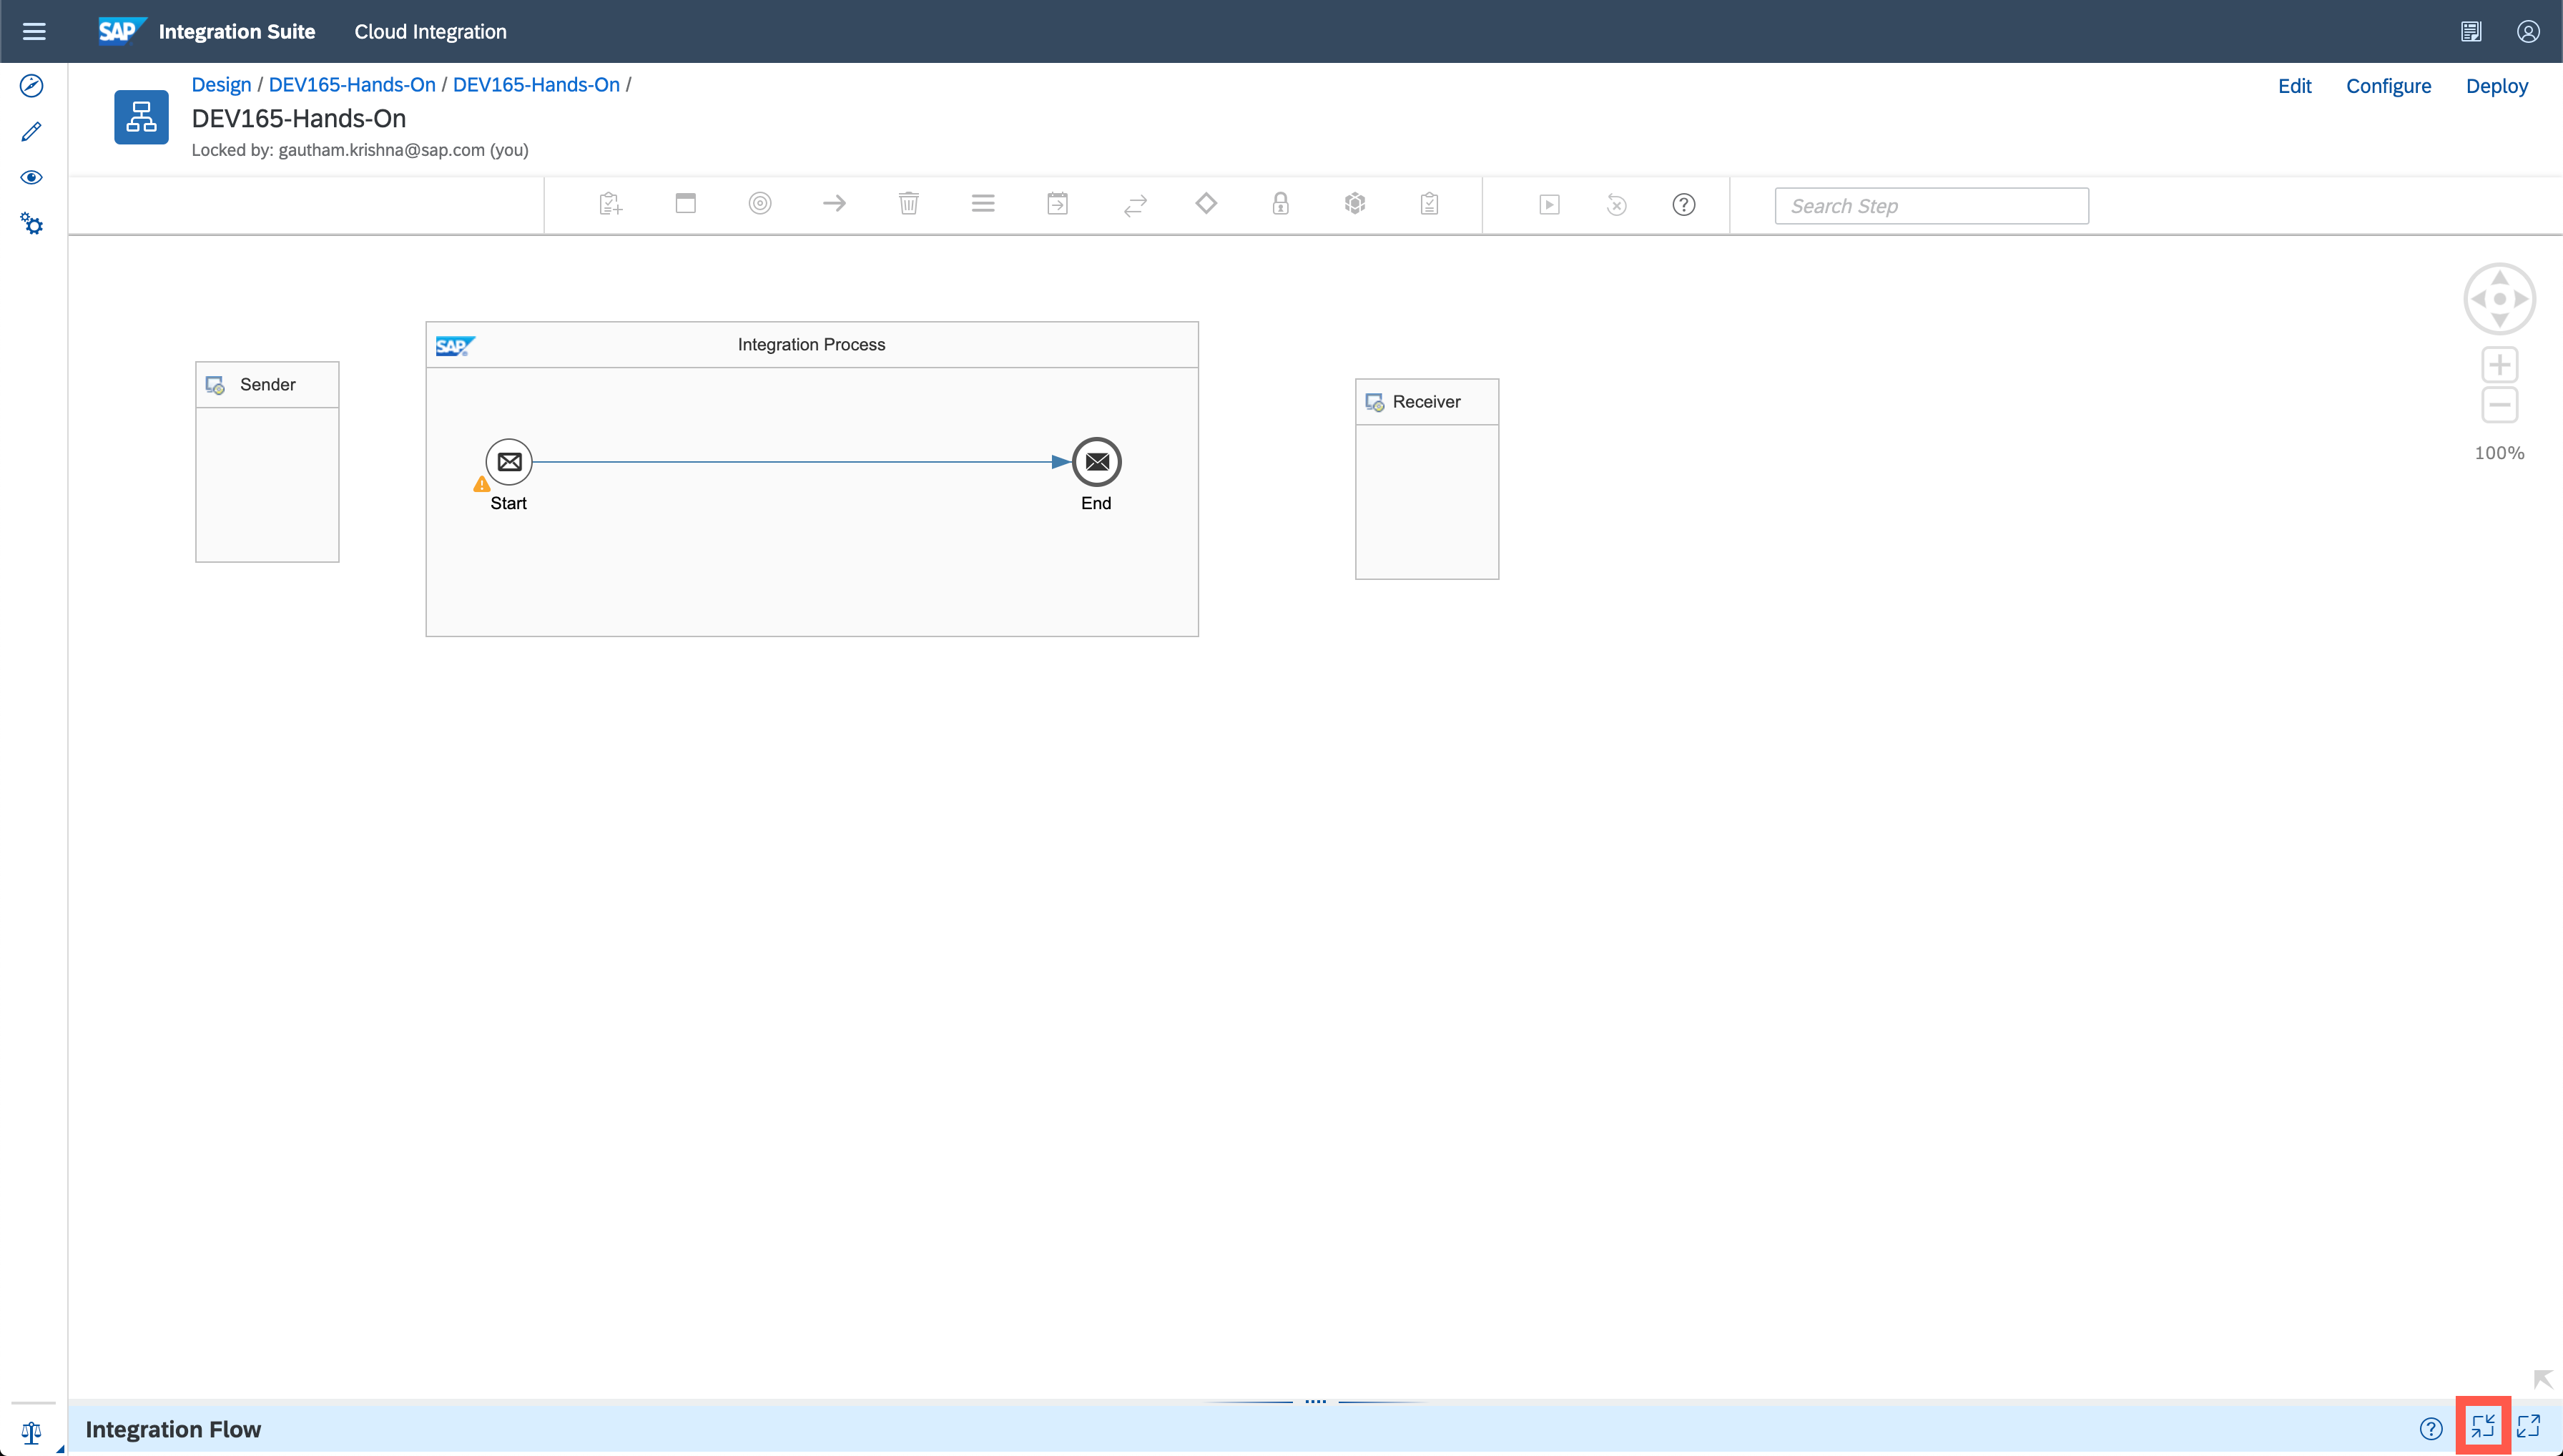 SAP Integration Suite Cloud Integration
Design / DEV165-Hands-On / DEV165-Hands-On /
Edit Configure Deploy
DEV165-Hands-On
Locked by: gautham.krishna@sap.com (you)
Search Step
SAP Integration Process
Sender
Receiver
Start
End
100%
Integration Flow